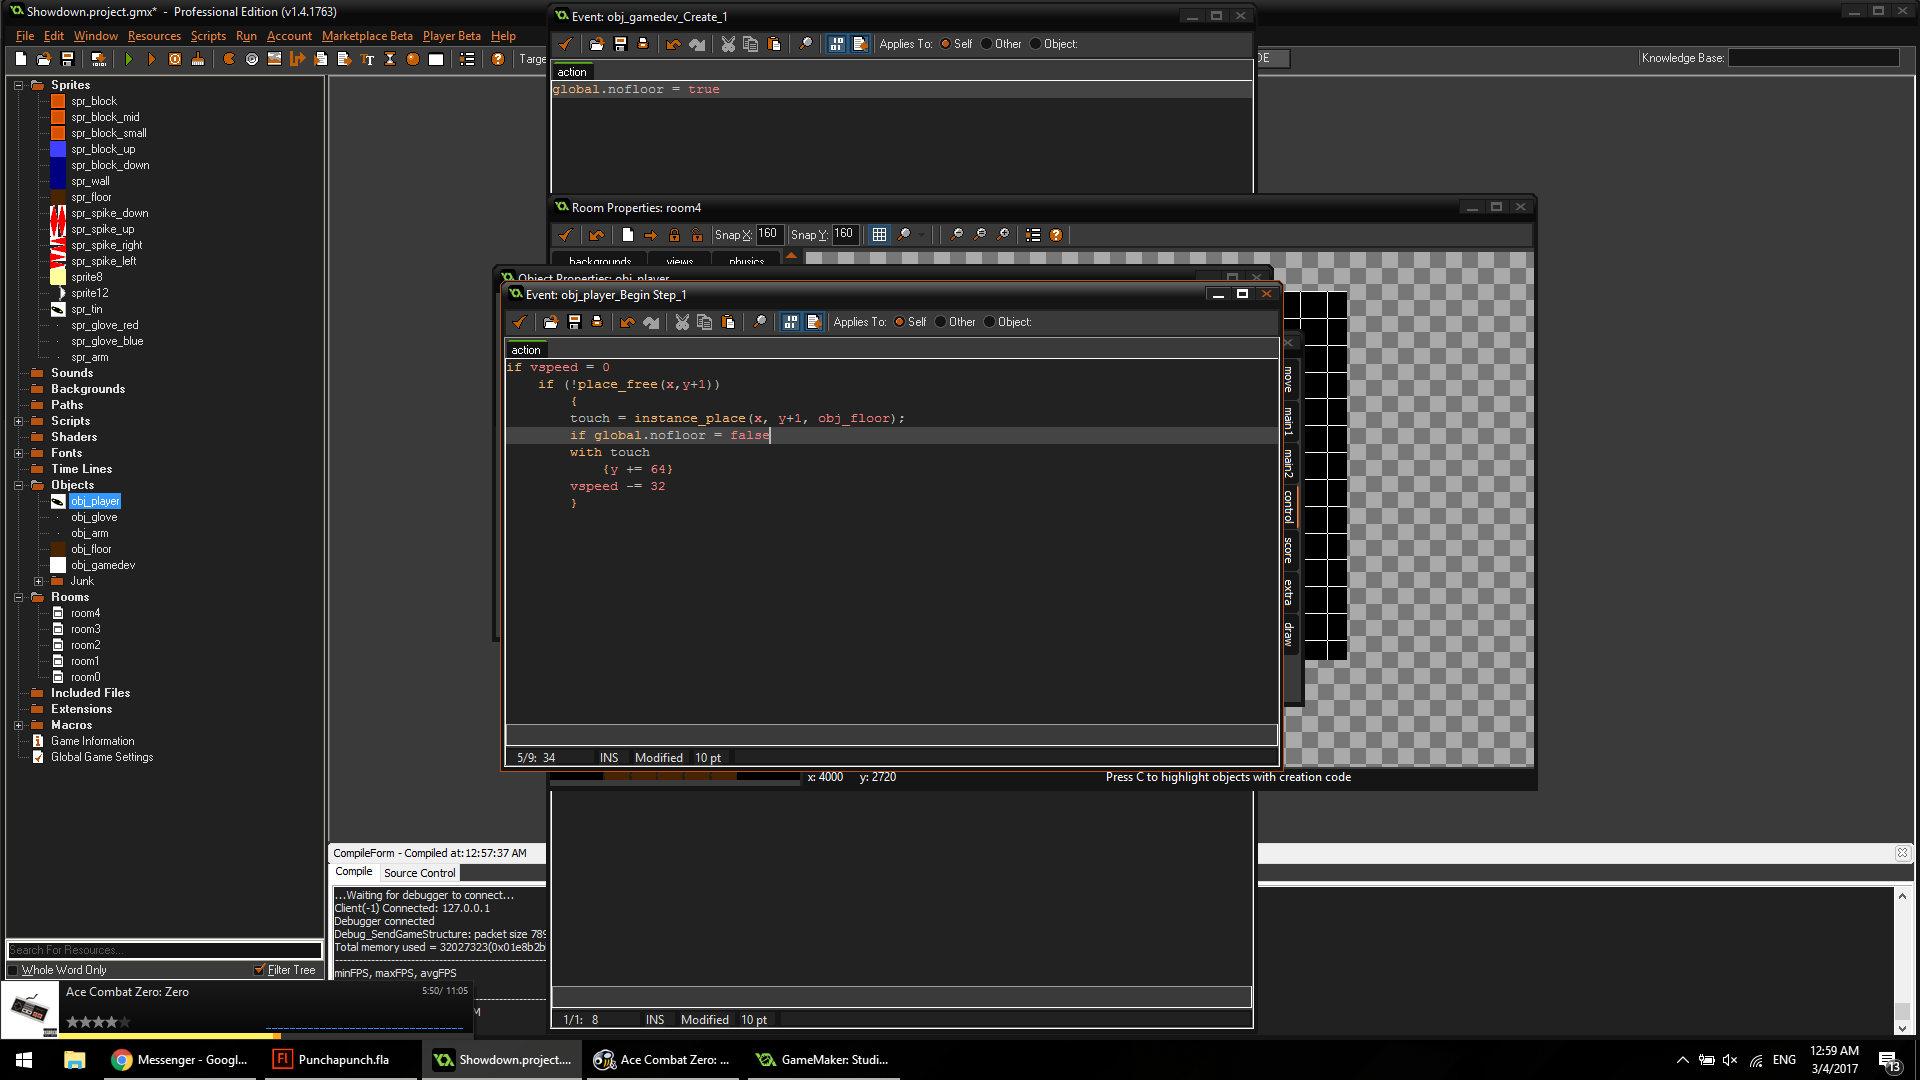 Showdown.project.gmx* - Professional Edition (v1.4.1763)
File Edit Window Resources Scripts Run Account Marketplace Beta Player Beta Help
Target
Knowledge Base:
Sprites
spr_block
spr_block_mid
spr_block_small
spr_block_up
spr_block_down
spr_wall
spr_floor
spr_spike_down
spr_spike_up
spr_spike_right
spr_spike_left
sprite8
sprite12
spr_tin
spr_glove_red
spr_glove_blue
spr_arm
Sounds
Backgrounds
Paths
Scripts
Shaders
Fonts
Time Lines
Objects
obj_player
obj_glove
obj_arm
obj_floor
obj_gamedev
Junk
Rooms
room4
room3
room2
room1
room0
Included Files
Extensions
Macros
Game Information
Global Game Settings
Search For Resources...
Whole Word Only Filter Tree
Event: obj_gamedev_Create_1
Applies To: Self Other Object:
action
global.nofloor = true
Room Properties: room4
Snap X: 160 Snap Y: 160
backgrounds views physics
Object Properties: obj_player
Event: obj_player_Begin Step_1
Applies To: Self Other Object:
action
if vspeed = 0
if (!place_free(x,y+1))
{
touch = instance_place(x, y+1, obj_floor);
if global.nofloor = false
with touch
{y += 64}
vspeed -= 32
}
5/9: 34 INS Modified 10 pt
move
main1
main2
control
score
extra
draw
x: 4000 y: 2720 Press C to highlight objects with creation code
CompileForm - Compiled at:12:57:37 AM
Compile Source Control
...Waiting for debugger to connect...
Client(-1) Connected: 127.0.0.1
Debugger connected
Debug_SendGameStructure: packet size 789
Total memory used = 32027323(0x01e8b2b
minFPS, maxFPS, avgFPS
1/1: 8 INS Modified 10 pt
Ace Combat Zero: Zero 5:50/ 11:05
Messenger - Googl...
Punchapunch.fla
Showdown.project....
Ace Combat Zero: ...
GameMaker: Studi...
ENG
12:59 AM
3/4/2017
13